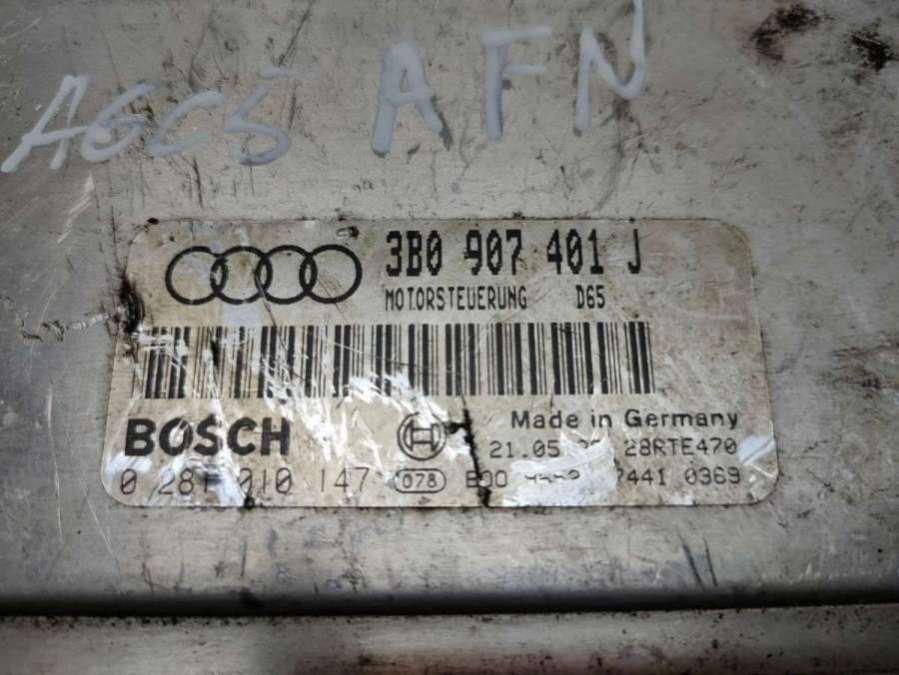 A6C5 AFN
3B0 907 401 J
MOTORSTEUERUNG D65
BOSCH
Made in Germany
21.05 28RTE470
0 281 010 147 078 0369